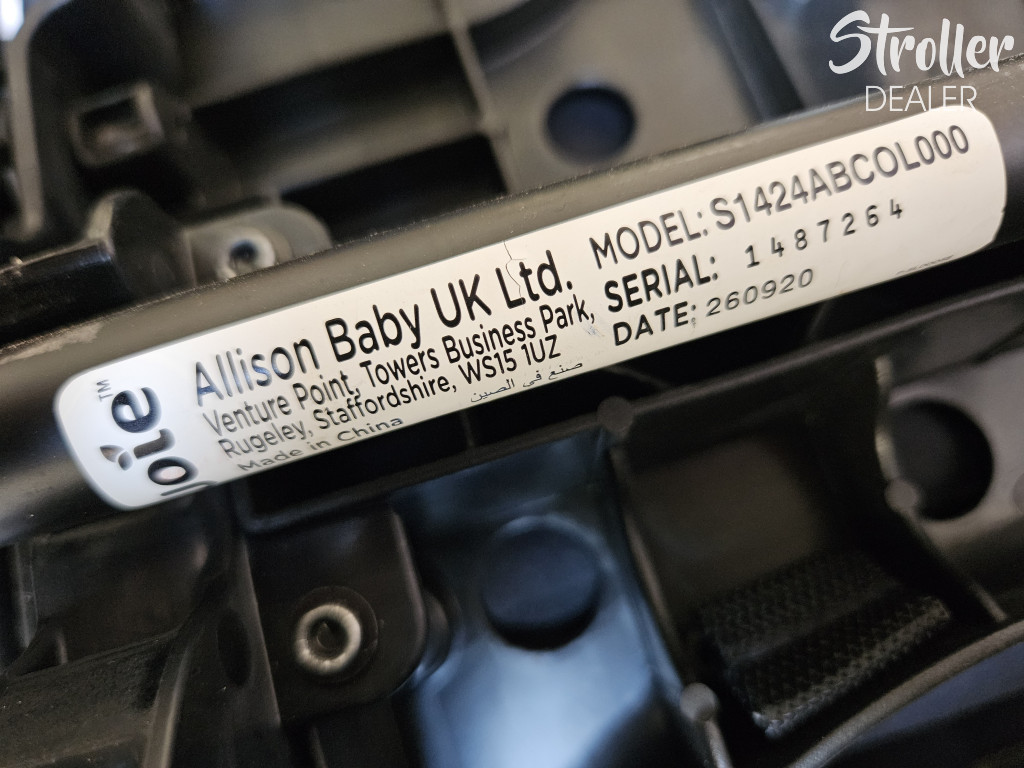 Stroller
DEALER
Joie™
Allison Baby UK Ltd.
Venture Point, Towers Business Park,
Rugeley, Staffordshire, WS15 1UZ
Made in China
صنع في الصين
MODEL: S1424ABCOL000
SERIAL: 1487264
DATE: 260920